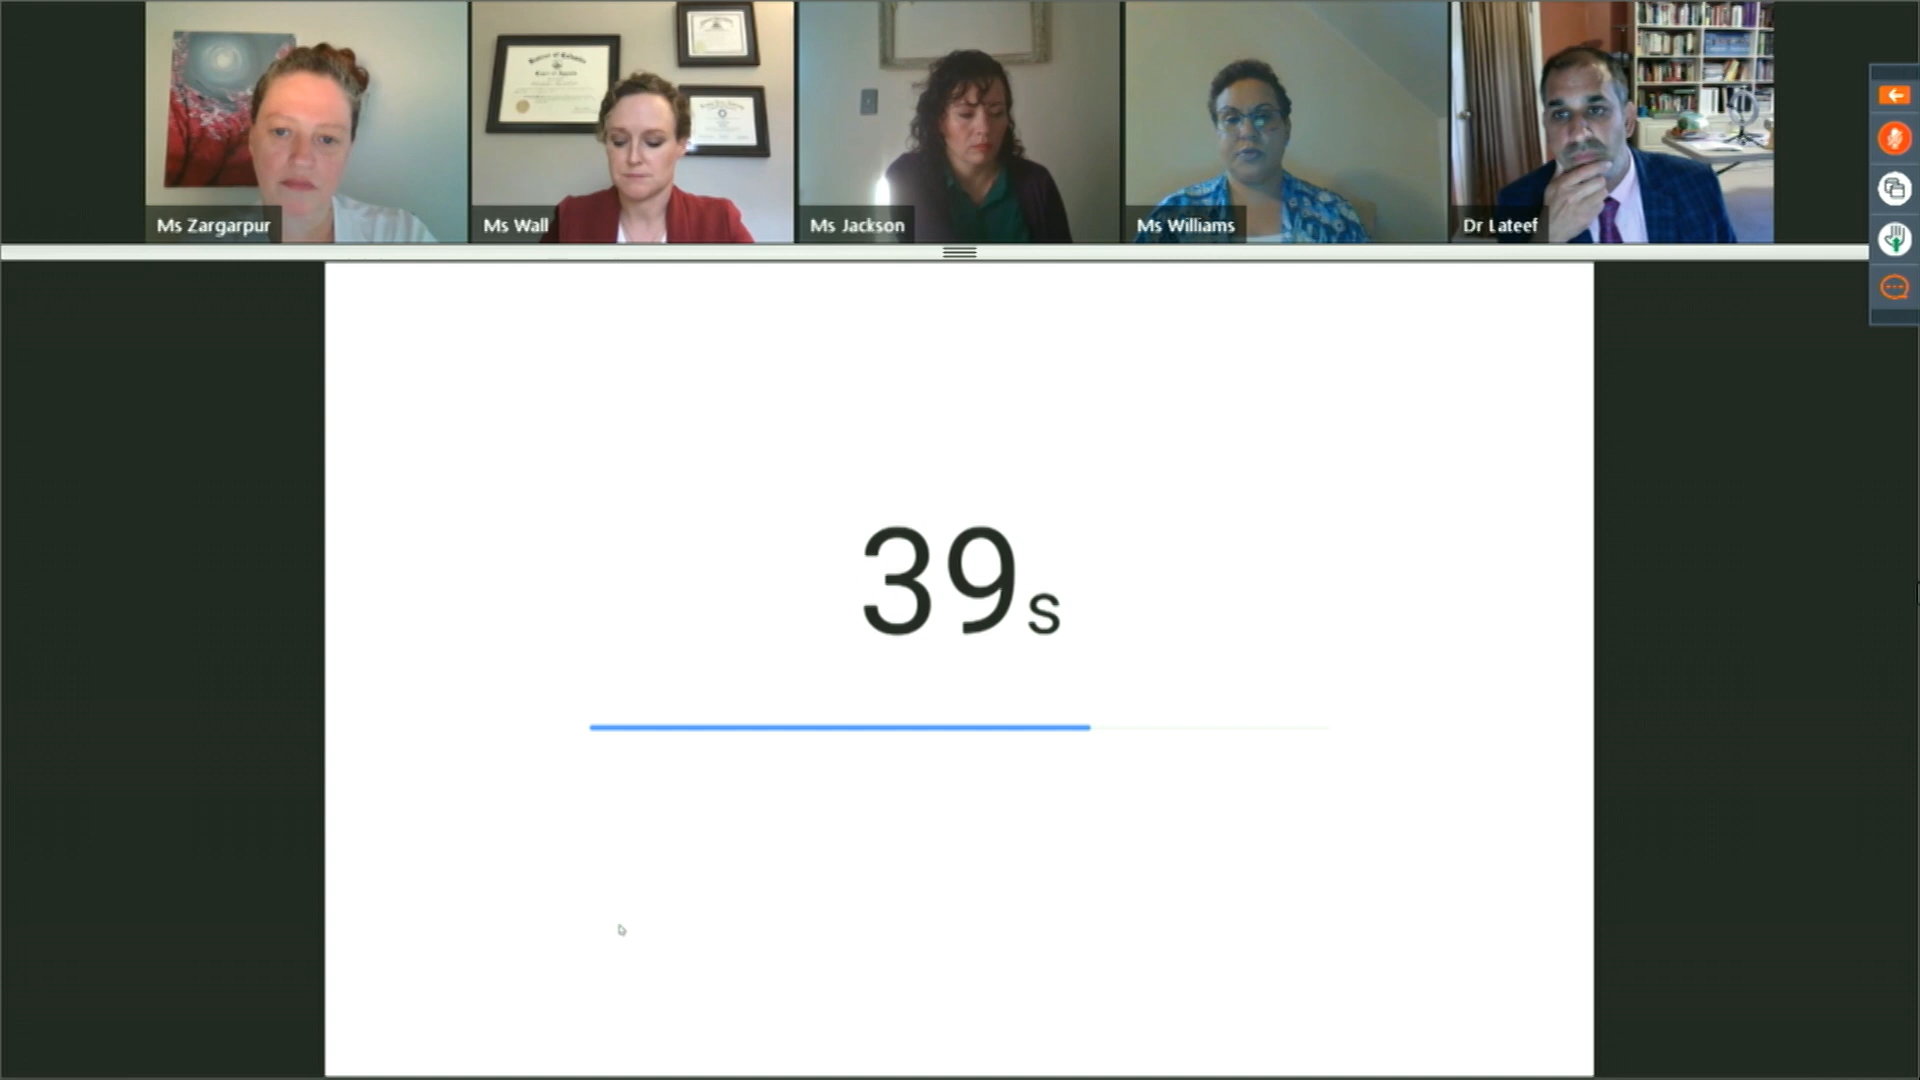 Ms Zargarpur
Ms Wall
Ms Jackson
Ms Williams
Dr Lateef
39s